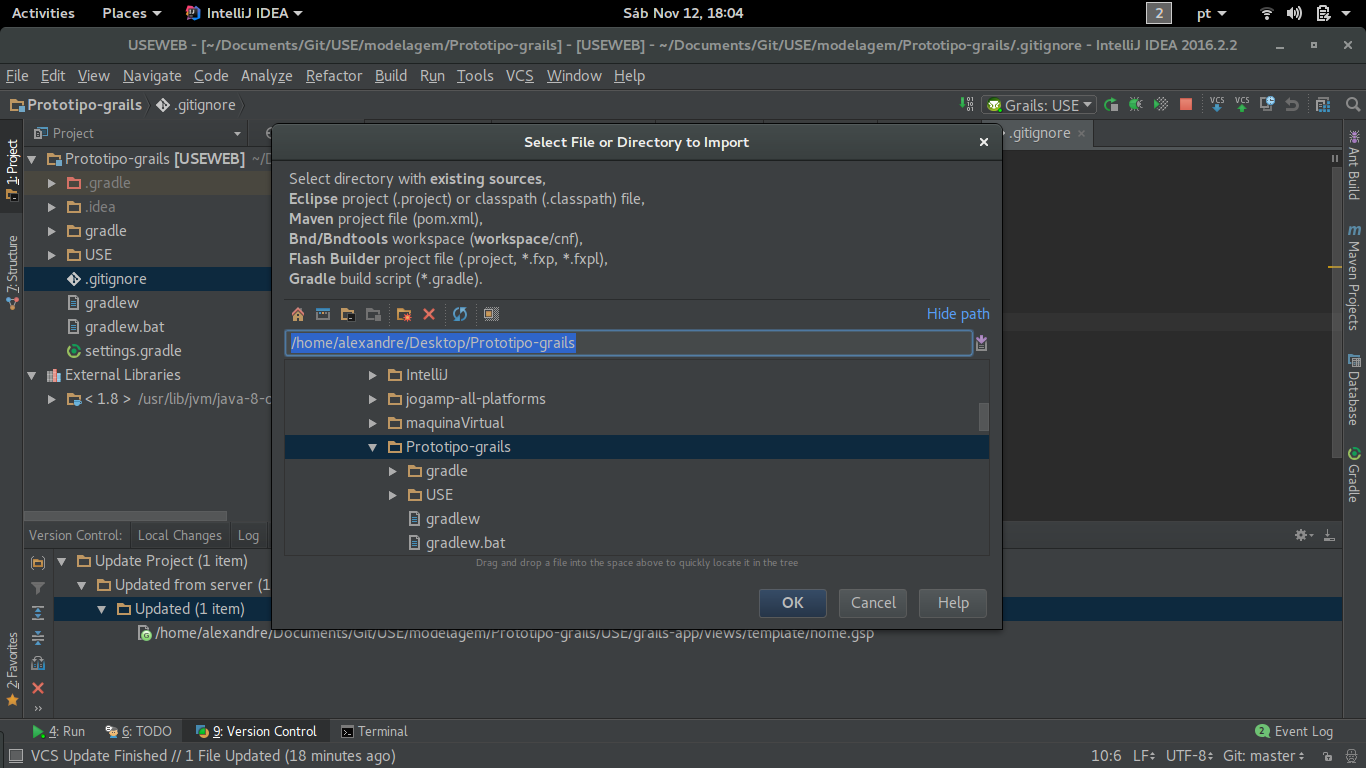 Activities Places IntelliJ IDEA Sáb Nov 12, 18:04 2 pt
USEWEB - [~/Documents/Git/USE/modelagem/Prototipo-grails] - [USEWEB] - ~/Documents/Git/USE/modelagem/Prototipo-grails/.gitignore - IntelliJ IDEA 2016.2.2
File Edit View Navigate Code Analyze Refactor Build Run Tools VCS Window Help
Prototipo-grails .gitignore Grails: USE VCS VCS
1: Project
7: Structure
2: Favorites
Project
Prototipo-grails [USEWEB]
.gradle
.idea
gradle
USE
.gitignore
gradlew
gradlew.bat
settings.gradle
External Libraries
< 1.8 > /usr/lib/jvm/java-8-
.gitignore
Select File or Directory to Import
Select directory with existing sources,
Eclipse project (.project) or classpath (.classpath) file,
Maven project file (pom.xml),
Bnd/Bndtools workspace (workspace/cnf),
Flash Builder project file (.project, *.fxp, *.fxpl),
Gradle build script (*.gradle).
Hide path
/home/alexandre/Desktop/Prototipo-grails
IntelliJ
jogamp-all-platforms
maquinaVirtual
Prototipo-grails
gradle
USE
gradlew
gradlew.bat
Drag and drop a file into the space above to quickly locate it in the tree
OK Cancel Help
Ant Build
Maven Projects
Database
Gradle
Version Control: Local Changes Log
Update Project (1 item)
Updated from server (1
Updated (1 item)
/home/alexandre/Documents/Git/USE/modelagem/Prototipo-grails/USE/grails-app/views/template/home.gsp
4: Run 6: TODO 9: Version Control Terminal 2 Event Log
VCS Update Finished // 1 File Updated (18 minutes ago) 10:6 LF UTF-8 Git: master